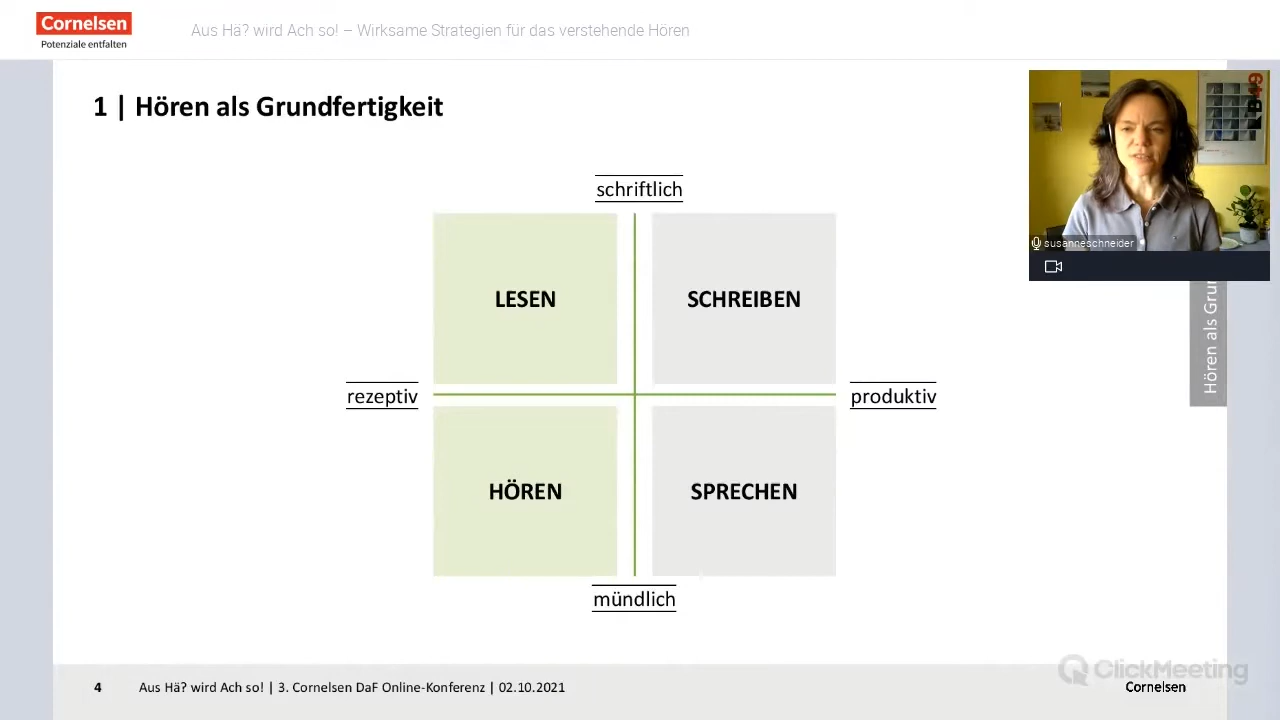 Cornelsen
Potenziale entfalten
Aus Hä? wird Ach so! – Wirksame Strategien für das verstehende Hören
1 | Hören als Grundfertigkeit
schriftlich
LESEN
SCHREIBEN
susanneschneider
Hören als Grun
rezeptiv
produktiv
HÖREN
SPRECHEN
mündlich
ClickMeeting
4
Aus Hä? wird Ach so! | 3. Cornelsen DaF Online-Konferenz | 02.10.2021
Cornelsen